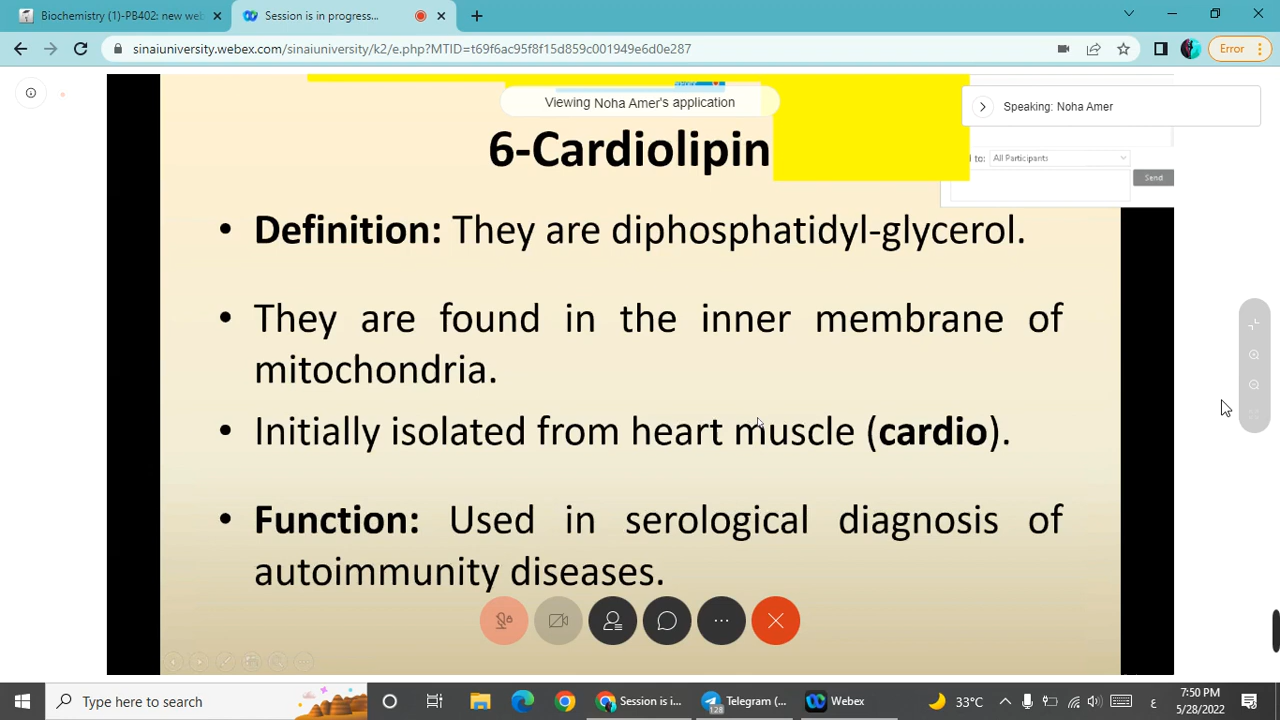 Biochemistry (1)-PB402: new web
Session is in progress...
sinaiuniversity.webex.com/sinaiuniversity/k2/e.php?MTID=t69f6ac95f8f15d859c001949e6d0e287
Error
Viewing Noha Amer's application
Speaking: Noha Amer
to:
All Participants
Send
6-Cardiolipin
• Definition: They are diphosphatidyl-glycerol.
• They are found in the inner membrane of
mitochondria.
• Initially isolated from heart muscle (cardio).
• Function: Used in serological diagnosis of
autoimmunity diseases.
Type here to search
Session is i...
128
Telegram (...
Webex
33°C
ع
7:50 PM
5/28/2022